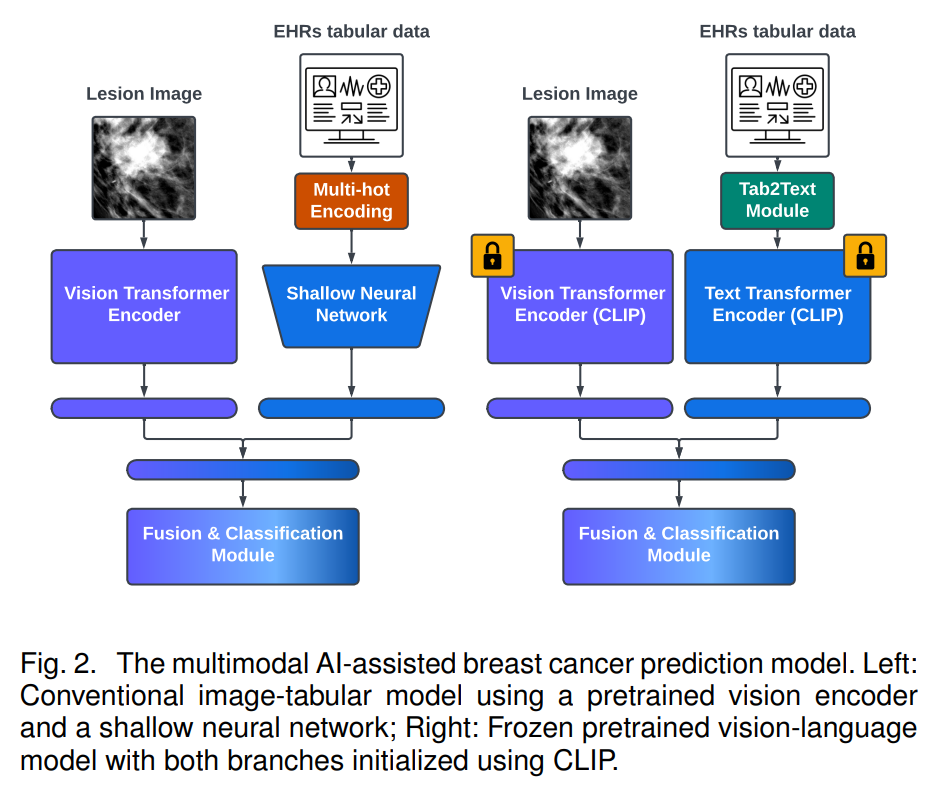 EHRs tabular data
Lesion Image
Multi-hot
Encoding
Vision Transformer
Encoder
Shallow Neural
Network
Fusion & Classification
Module
EHRs tabular data
Lesion Image
Tab2Text
Module
Vision Transformer
Encoder (CLIP)
Text Transformer
Encoder (CLIP)
Fusion & Classification
Module
Fig. 2. The multimodal AI-assisted breast cancer prediction model. Left:
Conventional image-tabular model using a pretrained vision encoder
and a shallow neural network; Right: Frozen pretrained vision-language
model with both branches initialized using CLIP.